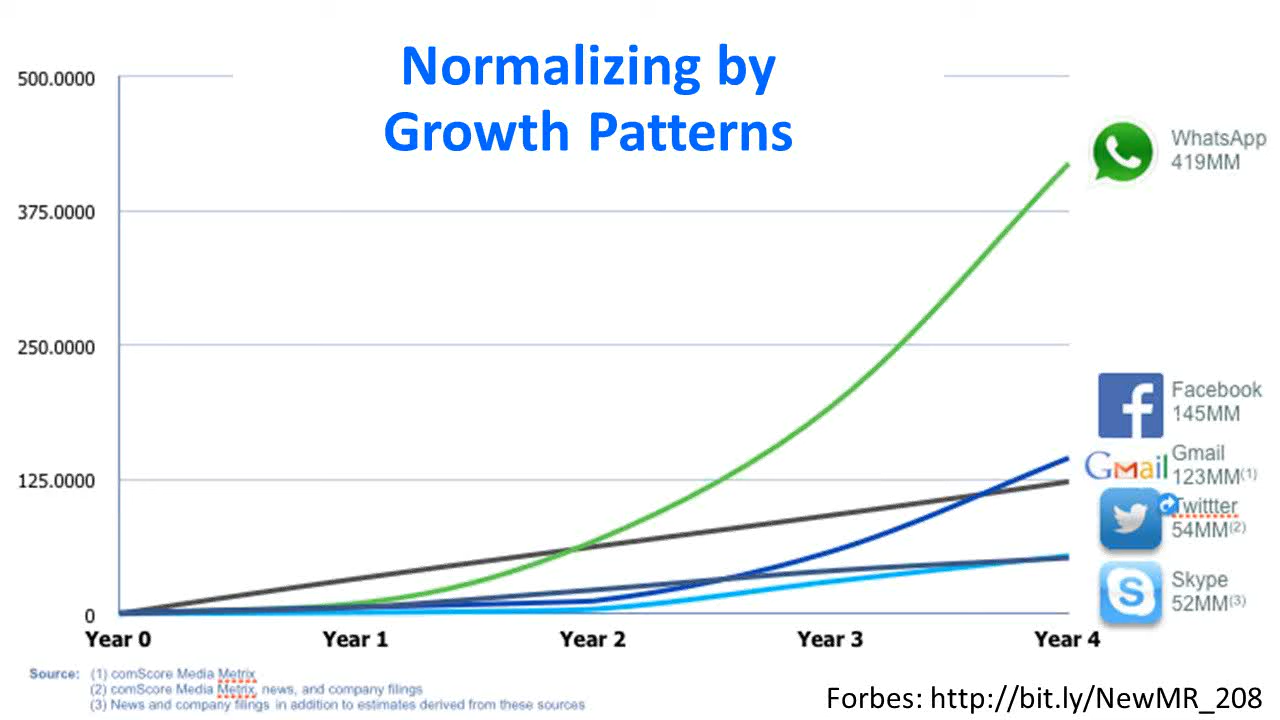 Normalizing by
Growth Patterns
500.0000
375.0000
250.0000
125.0000
0
Year 0
Year 1
Year 2
Year 3
Year 4
WhatsApp
419MM
Facebook
145MM
Gmail
Gmail
123MM(1)
Twittter
54MM(2)
Skype
52MM(3)
Source: (1) comScore Media Metrix
(2) comScore Media Metrix, news, and company filings
(3) News and company filings in addition to estimates derived from these sources
Forbes: http://bit.ly/NewMR_208